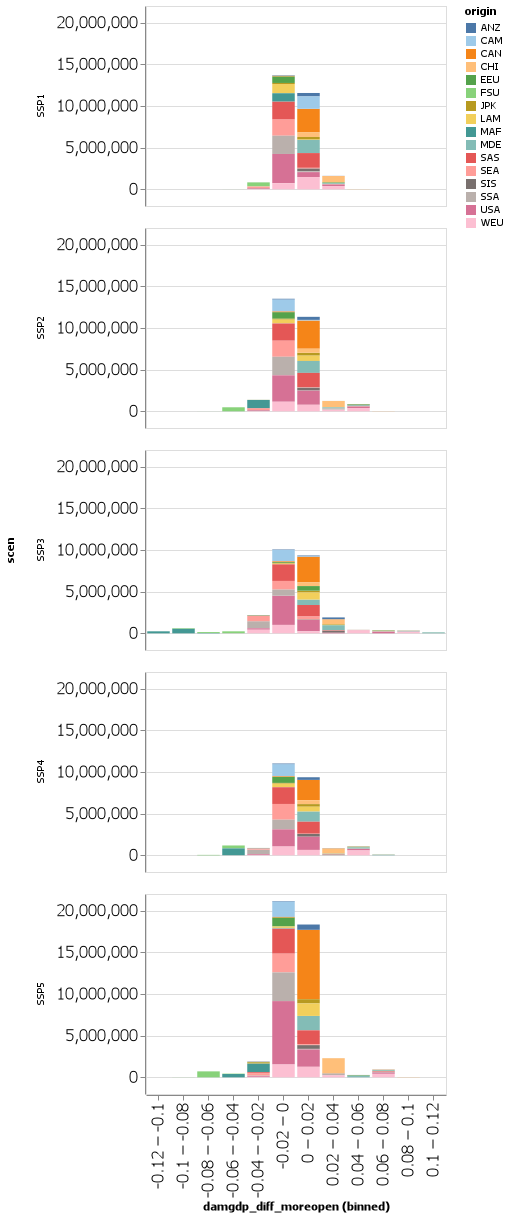 origin
ANZ
CAM
CAN
CHI
EEU
FSU
JPK
LAM
MAF
MDE
SAS
SEA
SIS
SSA
USA
WEU
scen
SSP1
20,000,000
15,000,000
10,000,000
5,000,000
0
SSP2
20,000,000
15,000,000
10,000,000
5,000,000
0
SSP3
20,000,000
15,000,000
10,000,000
5,000,000
0
SSP4
20,000,000
15,000,000
10,000,000
5,000,000
0
SSP5
20,000,000
15,000,000
10,000,000
5,000,000
0
-0.12 – -0.1
-0.1 – -0.08
-0.08 – -0.06
-0.06 – -0.04
-0.04 – -0.02
-0.02 – 0
0 – 0.02
0.02 – 0.04
0.04 – 0.06
0.06 – 0.08
0.08 – 0.1
0.1 – 0.12
damgdp_diff_moreopen (binned)